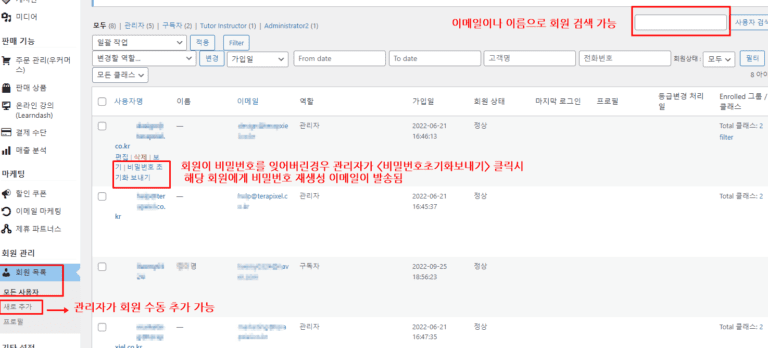 미디어
판매 기능
주문 관리(우커머
스)
판매 상품
온라인 강의
(Learndash)
결제 수단
매출 분석
마케팅
할인 쿠폰
이메일 마케팅
제휴 파트너스
회원 관리
회원 목록
모든 사용자
새로 추가
프로필
기타 설정
이메일이나 이름으로 회원 검색 가능
사용자 검색
모두 (8) | 관리자 (5) | 구독자 (2) | Tutor Instructor (1) | Administrator2 (1)
일괄 작업 적용 Filter
변경할 역할... 변경 가입일 From date To date 고객명 전화번호 회원상태 : 모두 필터
모든 클래스
8 아이
사용자명 이름 이메일 역할 가입일 회원 상태 마지막 로그인 프로필 등급변경 처리
일 Enrolled 그룹 /
클래스
co.kr
편집 | 삭제 | 보
기 | 비밀번호 초
기화 보내기
— 관리자 2022-06-21
16:46:13 정상 Total 클래스: 2
filter
회원이 비밀번호를 잊어버린경우 관리자가 <비밀번호초기화보내기> 클릭시
해당 회원에게 비밀번호 재생성 이메일이 발송됨
kr
— help@terapixel.c
o.kr 관리자 2022-06-21
16:45:37 정상 Total 클래스: 2
구독자 2022-09-25
18:56:23 정상
관리자가 회원 수동 추가 가능
— 관리자 2022-06-21
16:47:35 정상 Total 클래스: 2
xiel.co.kr